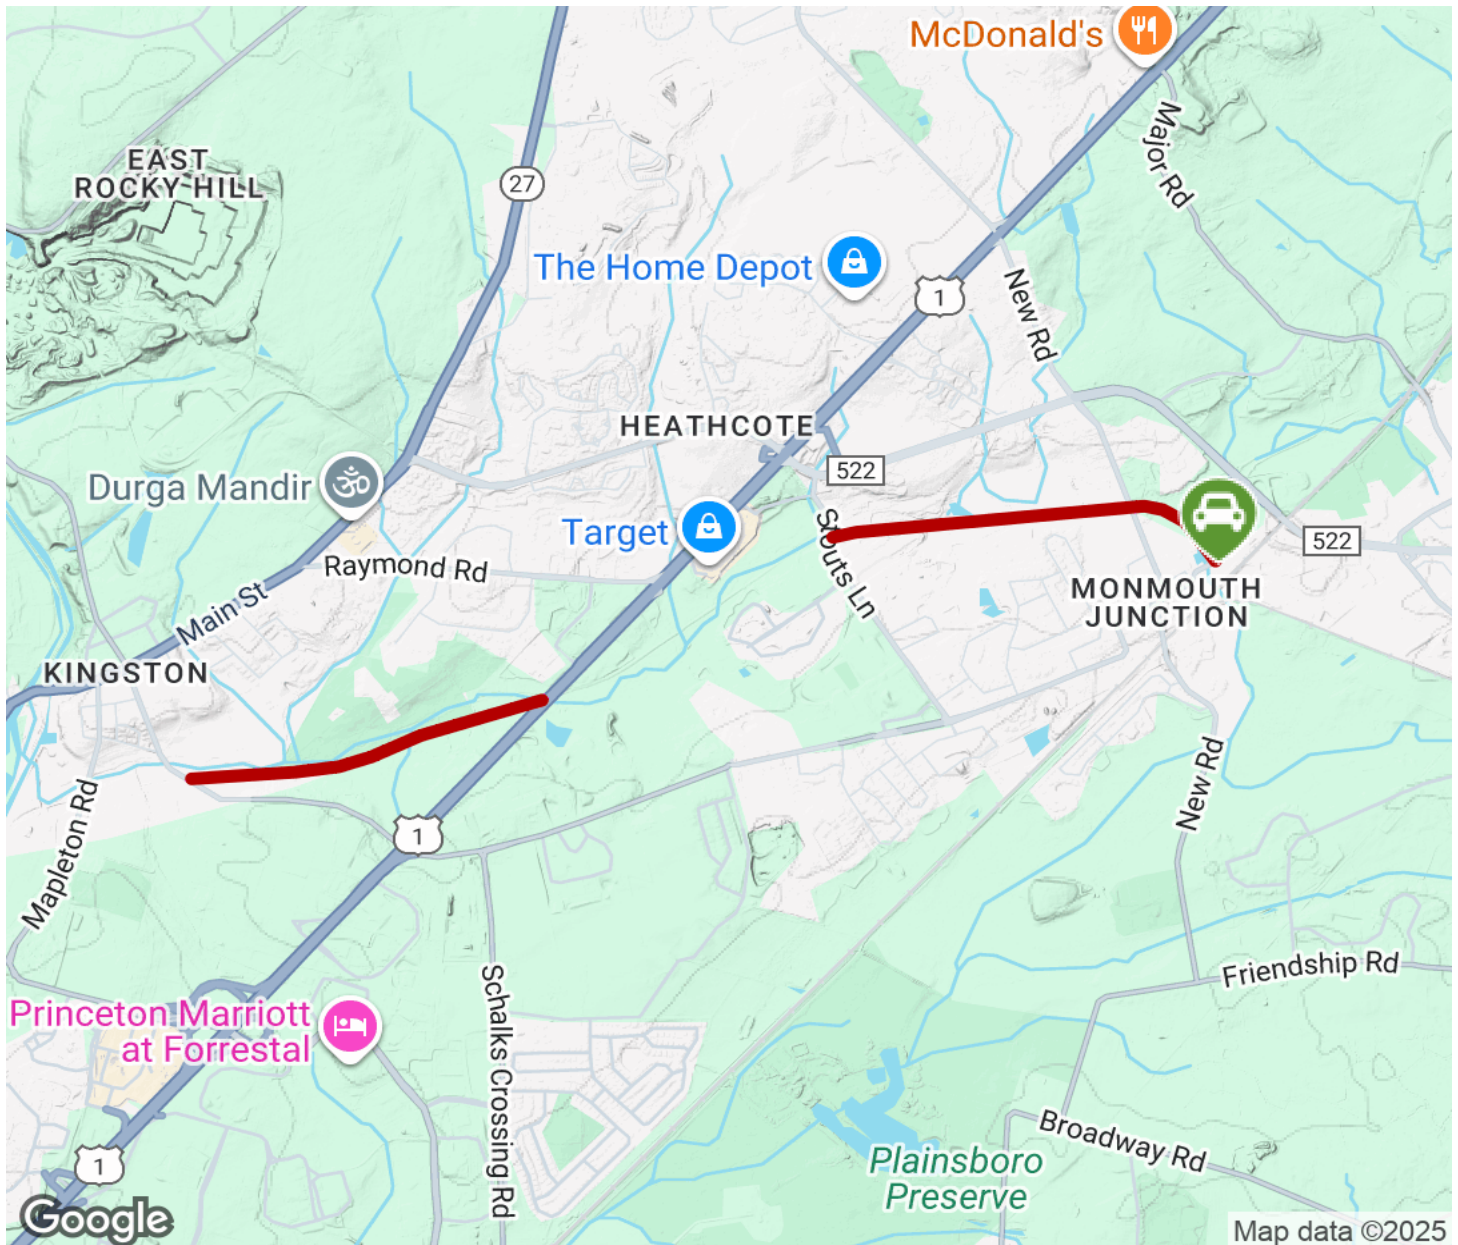 McDonald's
Major Rd
EAST
ROCKY HILL
27
The Home Depot
1
New Rd
HEATHCOTE
522
Durga Mandir
Target
Stouts Ln
522
Raymond Rd
MONMOUTH
JUNCTION
Main St
KINGSTON
Mapleton Rd
1
New Rd
Schalks Crossing Rd
Friendship Rd
Princeton Marriott
at Forrestal
Broadway Rd
1
Plainsboro
Preserve
Google
Map data ©2025